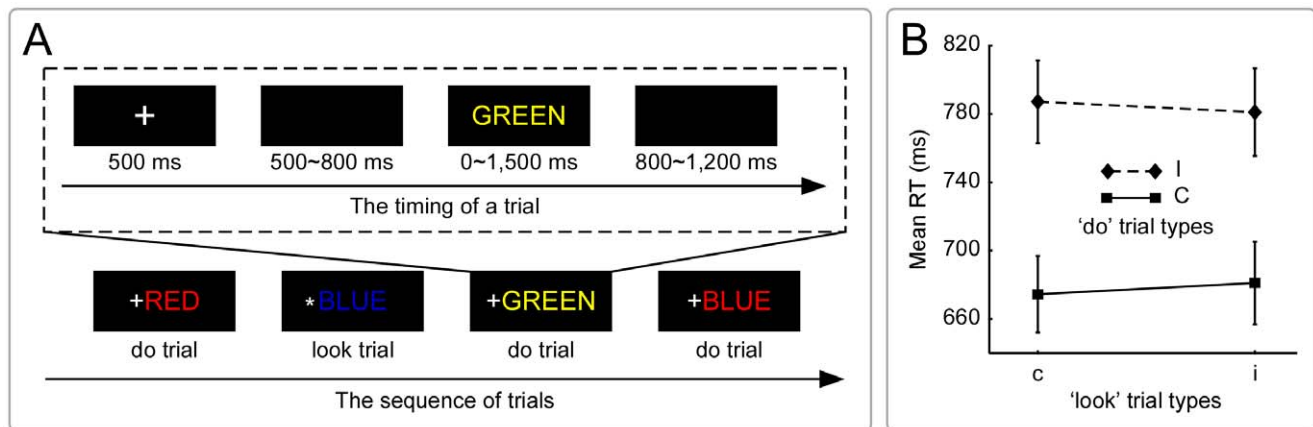 A
+
GREEN
500 ms
500~800 ms
0~1,500 ms
800~1,200 ms
The timing of a trial
+RED
*BLUE
+GREEN
+BLUE
do trial
look trial
do trial
do trial
The sequence of trials
B
820
780
740
700
660
Mean RT (ms)
I
C
'do' trial types
c
i
'look' trial types